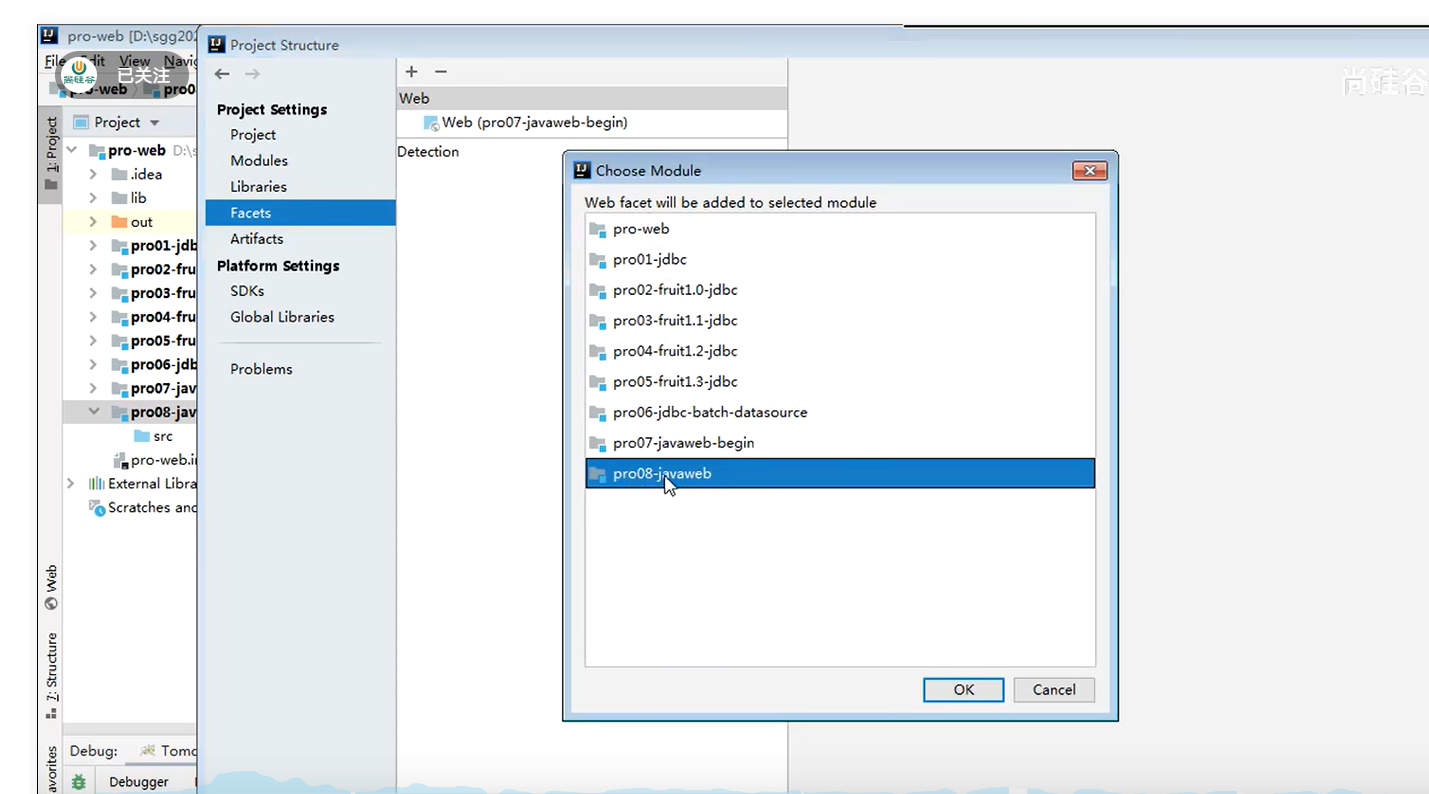 pro-web [D:\sgg202
Project Structure
File Edit View Navig
尚硅谷
已关注
尚硅谷
pro-web
pro0
Web
Project
Project Settings
Web (pro07-javaweb-begin)
1: Project
Project
pro-web D:\s
Modules
Detection
.idea
Libraries
Choose Module
lib
Facets
Web facet will be added to selected module
out
Artifacts
pro-web
pro01-jdb
Platform Settings
pro01-jdbc
pro02-fru
SDKs
pro02-fruit1.0-jdbc
pro03-fru
Global Libraries
pro03-fruit1.1-jdbc
pro04-fru
pro04-fruit1.2-jdbc
pro05-fru
Problems
pro05-fruit1.3-jdbc
pro06-jdb
pro06-jdbc-batch-datasource
pro07-jav
pro07-javaweb-begin
pro08-jav
pro08-javaweb
src
pro-web.i
External Libra
Scratches and
Web
7: Structure
OK
Cancel
avorites
Debug:
Tomc
Debugger